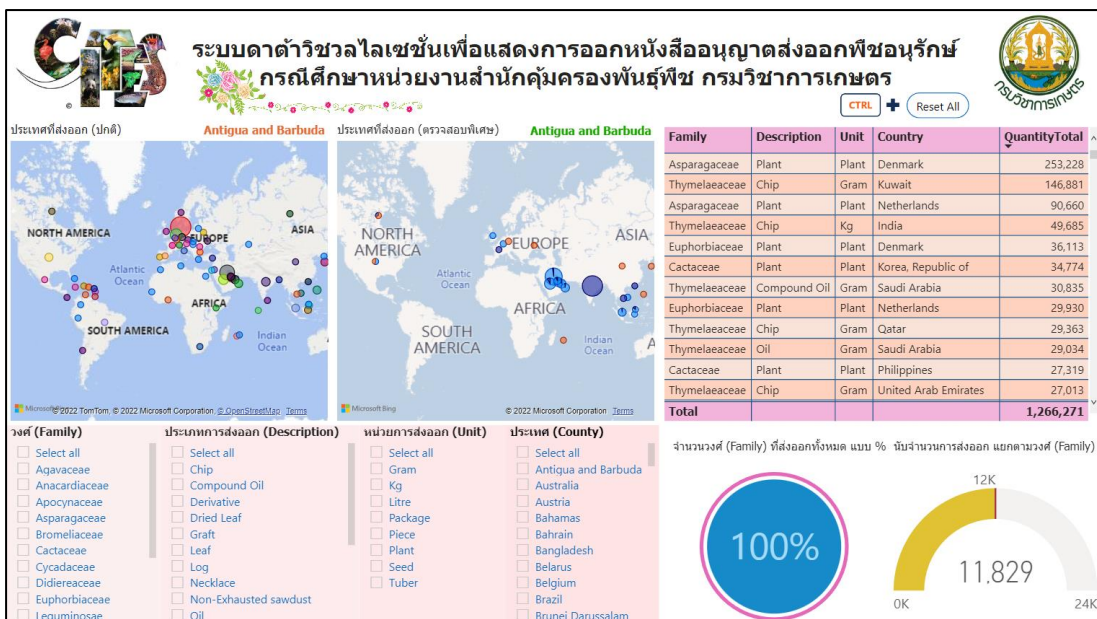 CITES
©
ระบบดาต้าวิชวลไลเซชั่นเพื่อแสดงการออกหนังสืออนุญาตส่งออกพืชอนุรักษ์
กรณีศึกษาหน่วยงานสำนักคุ้มครองพันธุ์พืช กรมวิชาการเกษตร
กรมวิชาการเกษตร
CTRL + Reset All
ประเทศที่ส่งออก (ปกติ) Antigua and Barbuda
NORTH AMERICA
EUROPE
ASIA
Atlantic
Ocean
AFRICA
SOUTH AMERICA
Indian
Ocean
Microsoft Bing © 2022 TomTom, © 2022 Microsoft Corporation, © OpenStreetMap Terms
ประเทศที่ส่งออก (ตรวจสอบพิเศษ) Antigua and Barbuda
NORTH
AMERICA
EUROPE
ASIA
Atlantic
Ocean
AFRICA
SOUTH
AMERICA
Indian
Ocean
A
Microsoft Bing © 2022 Microsoft Corporation Terms
Family Description Unit Country QuantityTotal
Asparagaceae Plant Plant Denmark 253,228
Thymelaeaceae Chip Gram Kuwait 146,881
Asparagaceae Plant Plant Netherlands 90,660
Thymelaeaceae Chip Kg India 49,685
Euphorbiaceae Plant Plant Denmark 36,113
Cactaceae Plant Plant Korea, Republic of 34,774
Thymelaeaceae Compound Oil Gram Saudi Arabia 30,835
Euphorbiaceae Plant Plant Netherlands 29,930
Thymelaeaceae Chip Gram Qatar 29,363
Thymelaeaceae Oil Gram Saudi Arabia 29,034
Cactaceae Plant Plant Philippines 27,319
Thymelaeaceae Chip Gram United Arab Emirates 27,013
Total 1,266,271
วงศ์ (Family)
Select all
Agavaceae
Anacardiaceae
Apocynaceae
Asparagaceae
Bromeliaceae
Cactaceae
Cycadaceae
Didiereaceae
Euphorbiaceae
Leguminosae
ประเภทการส่งออก (Description)
Select all
Chip
Compound Oil
Derivative
Dried Leaf
Graft
Leaf
Log
Necklace
Non-Exhausted sawdust
Oil
หน่วยการส่งออก (Unit)
Select all
Gram
Kg
Litre
Package
Piece
Plant
Seed
Tuber
ประเทศ (County)
Select all
Antigua and Barbuda
Australia
Austria
Bahamas
Bahrain
Bangladesh
Belarus
Belgium
Brazil
Brunei Darussalam
จำนวนวงศ์ (Family) ที่ส่งออกทั้งหมด แบบ %
100%
นับจำนวนการส่งออก แยกตามวงศ์ (Family)
12K
11,829
0K
24K